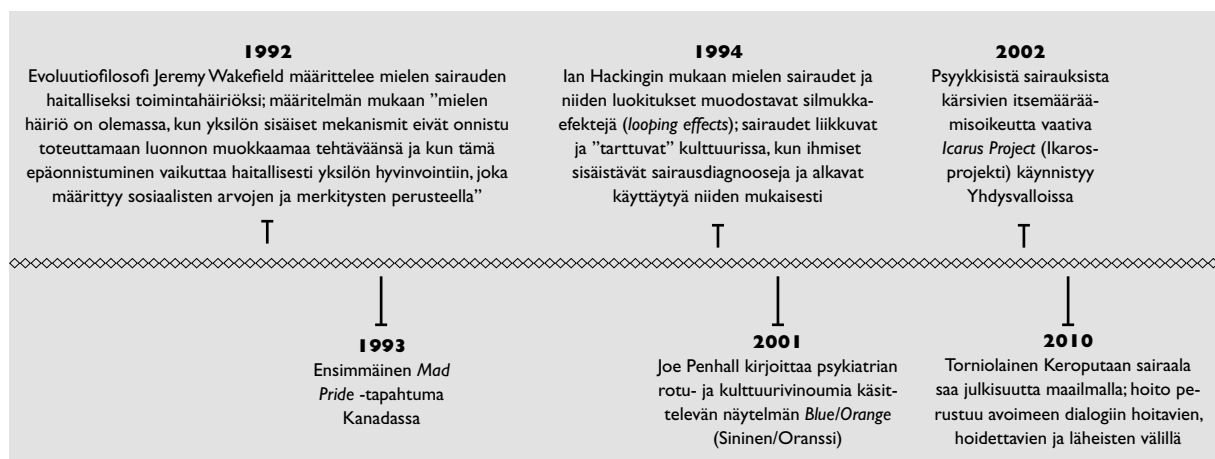 1992
Evoluutiofilosofi Jeremy Wakefield määrittelee mielen sairauden
haitalliseksi toimintahäiriöksi; määritelmän mukaan ”mielen
häiriö on olemassa, kun yksilön sisäiset mekanismit eivät onnistu
toteuttamaan luonnon muokkaamaa tehtäväänsä ja kun tämä
epäonnistuminen vaikuttaa haitallisesti yksilön hyvinvointiin, joka
määrittyy sosiaalisten arvojen ja merkitysten perusteella”
1994
Ian Hackingin mukaan mielen sairaudet ja
niiden luokitukset muodostavat silmukka-
efektejä (looping effects); sairaudet liikkuvat
ja ”tarttuvat” kulttuurissa, kun ihmiset
sisäistävät sairausdiagnooseja ja alkavat
käyttäytyä niiden mukaisesti
2002
Psyykkisistä sairauksista
kärsivien itsemäärää-
misoikeutta vaativa
Icarus Project (Ikaros-
projekti) käynnistyy
Yhdysvalloissa
1993
Ensimmäinen Mad
Pride -tapahtuma
Kanadassa
2001
Joe Penhall kirjoittaa psykiatrian
rotu- ja kulttuurivinoumia käsit-
televän näytelmän Blue/Orange
(Sininen/Oranssi)
2010
Torniolainen Keroputaan sairaala
saa julkisuutta maailmalla; hoito pe-
rustuu avoimeen dialogiin hoitavien,
hoidettavien ja läheisten välillä